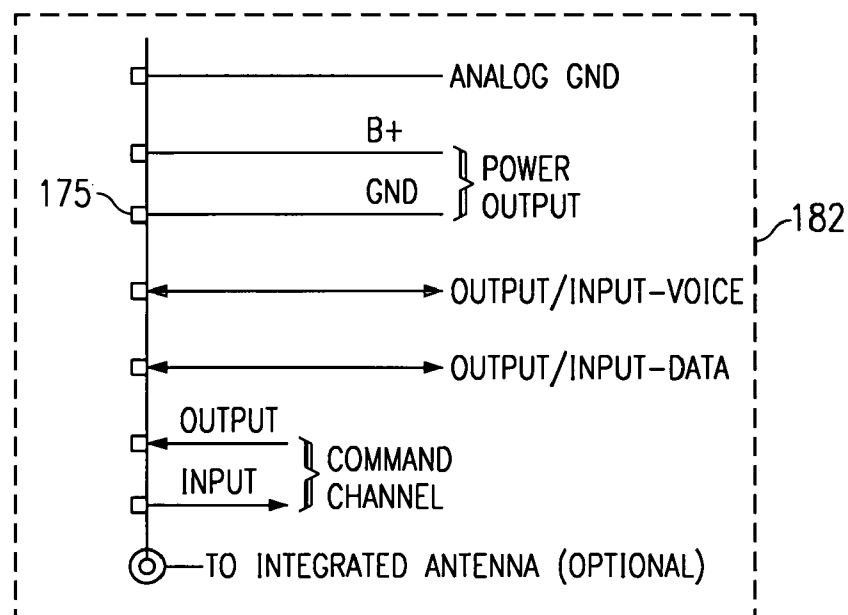 ANALOG GND
B+
POWER
175
GND
OUTPUT
182
OUTPUT/INPUT-VOICE
OUTPUT/INPUT-DATA
OUTPUT
COMMAND
INPUT
CHANNEL
TO INTEGRATED ANTENNA (OPTIONAL)